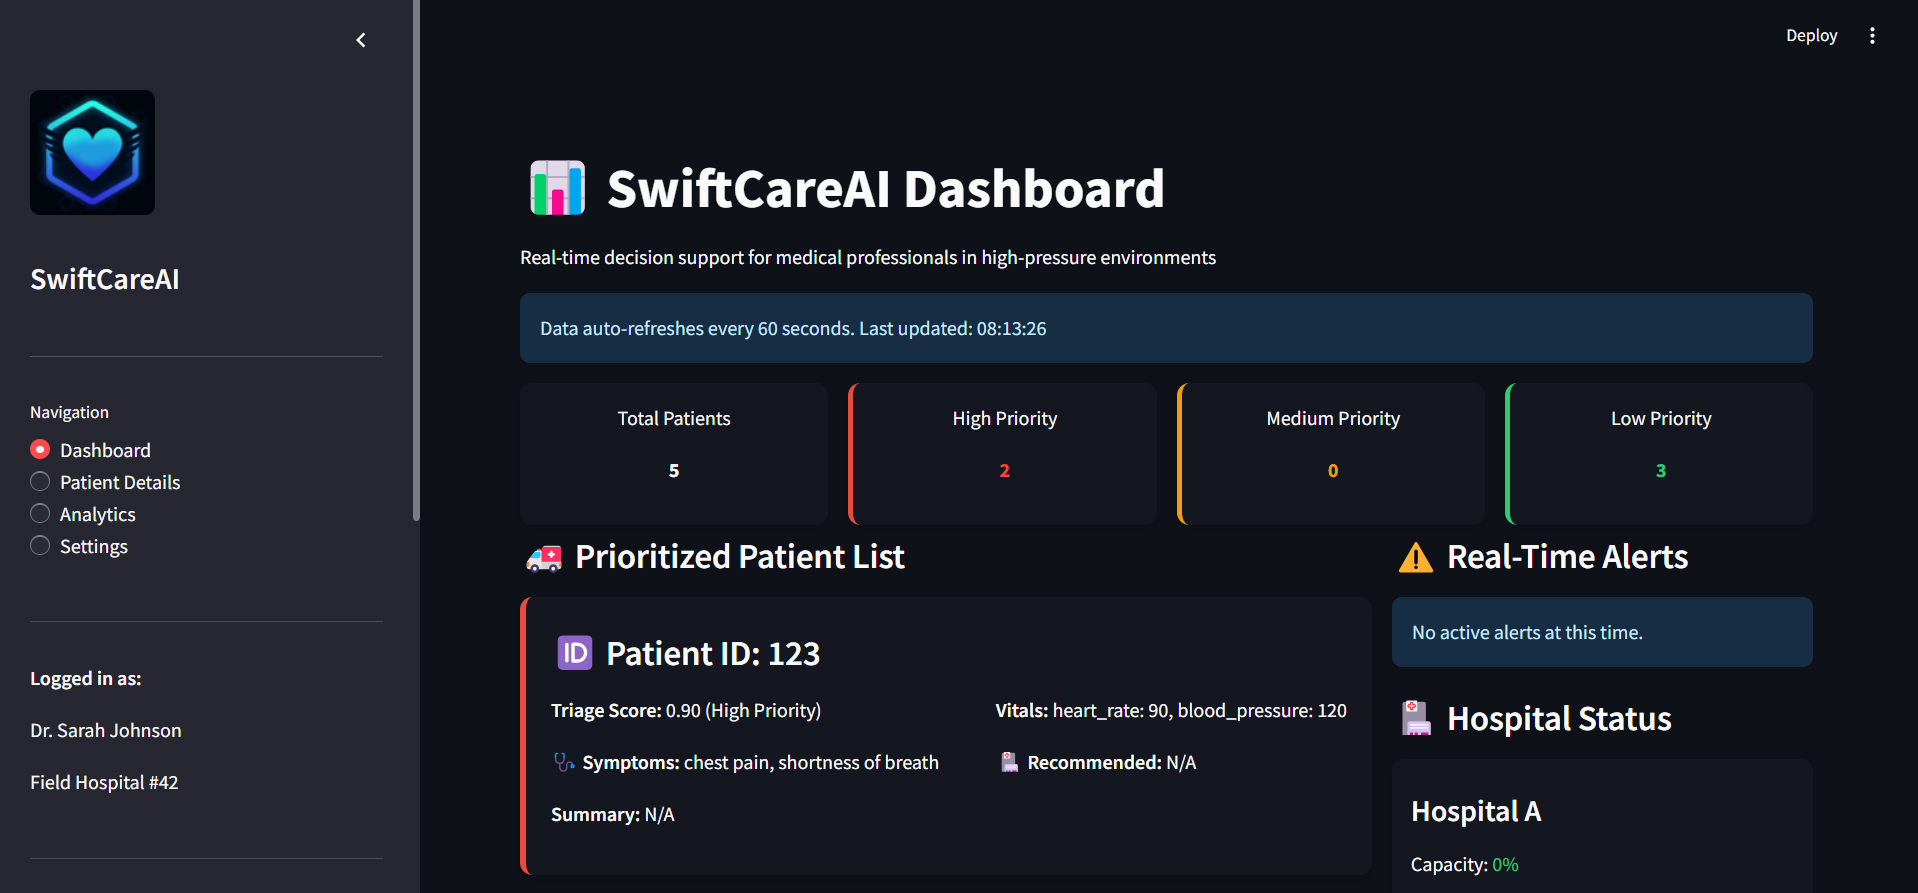 Deploy
SwiftCareAI
Navigation
Dashboard
Patient Details
Analytics
Settings
Logged in as:
Dr. Sarah Johnson
Field Hospital #42
SwiftCareAI Dashboard
Real-time decision support for medical professionals in high-pressure environments
Data auto-refreshes every 60 seconds. Last updated: 08:13:26
Total Patients
5
High Priority
2
Medium Priority
0
Low Priority
3
Prioritized Patient List
ID Patient ID: 123
Triage Score: 0.90 (High Priority)
Vitals: heart_rate: 90, blood_pressure: 120
Symptoms: chest pain, shortness of breath
Recommended: N/A
Summary: N/A
Real-Time Alerts
No active alerts at this time.
Hospital Status
Hospital A
Capacity: 0%